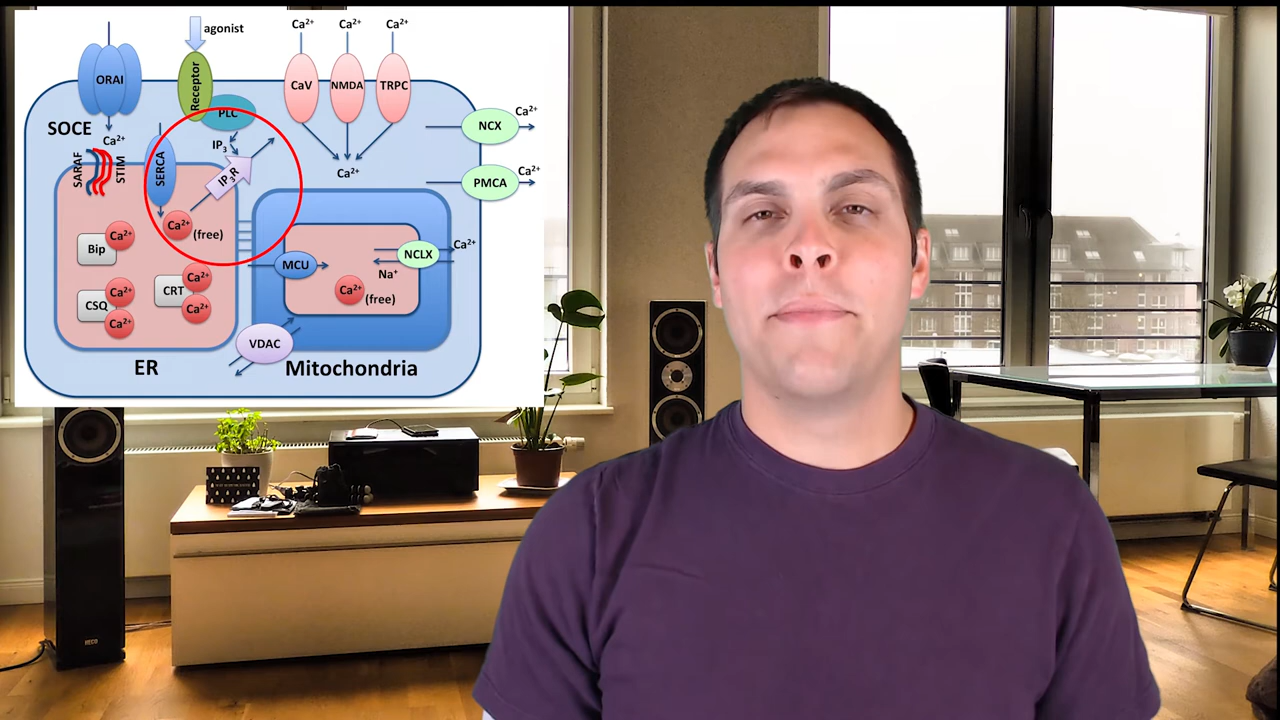 agonist
Ca²⁺
Ca²⁺
Ca²⁺
ORAI
Receptor
CaV
NMDA
TRPC
PLC
SOCE
Ca²⁺
IP₃
NCX
Ca²⁺
SARAF
STIM
SERCA
IP₃R
Ca²⁺
PMCA
Ca²⁺
Ca²⁺
(free)
Bip
Ca²⁺
MCU
NCLX
Ca²⁺
Na⁺
CRT
Ca²⁺
Ca²⁺
Ca²⁺
(free)
CSQ
Ca²⁺
Ca²⁺
VDAC
ER
Mitochondria
HECO